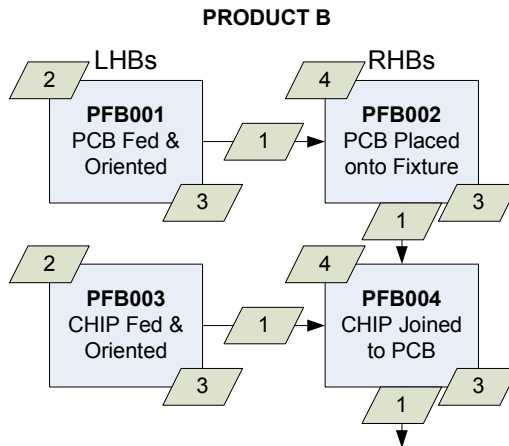 PRODUCT B
LHBs
RHBs
2
PFB001
PCB Fed &
Oriented
3
1
4
PFB002
PCB Placed
onto Fixture
3
1
2
PFB003
CHIP Fed &
Oriented
3
1
4
PFB004
CHIP Joined
to PCB
3
1